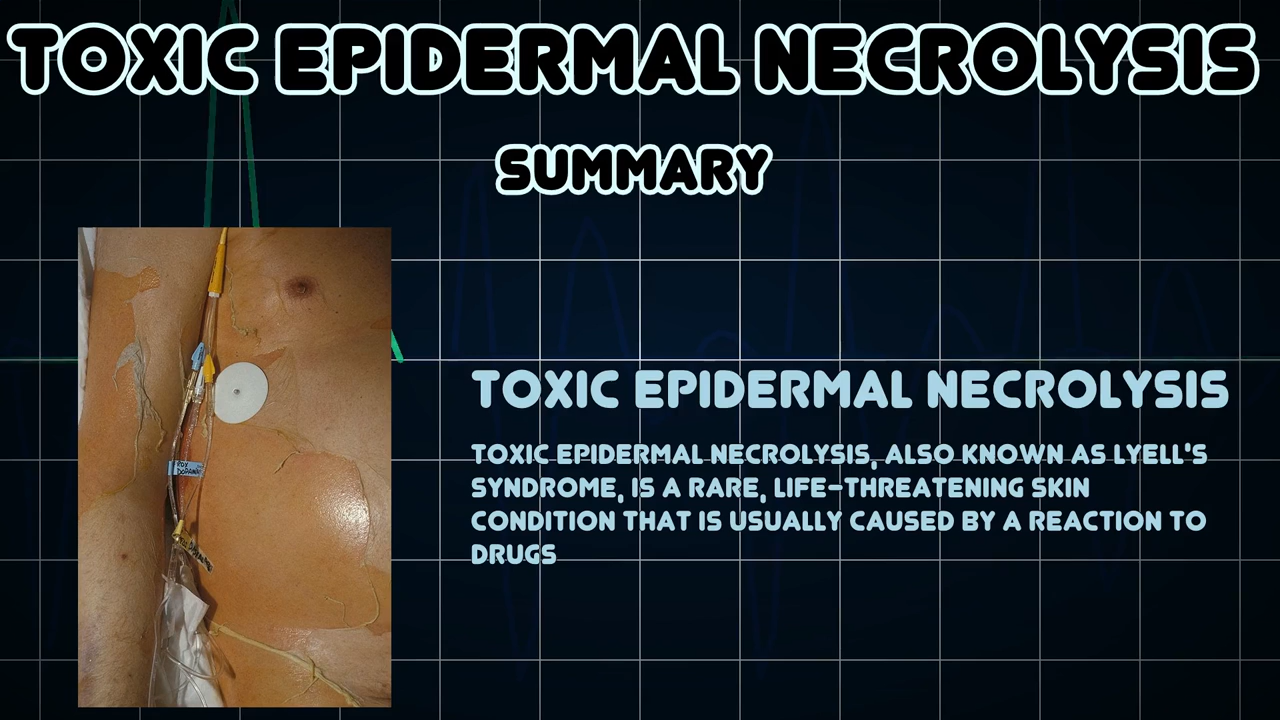 TOXIC EPIDERMAL NECROLYSIS
SUMMARY
TOXIC EPIDERMAL NECROLYSIS
TOXIC EPIDERMAL NECROLYSIS, ALSO KNOWN AS LYELL'S
SYNDROME, IS A RARE, LIFE-THREATENING SKIN
CONDITION THAT IS USUALLY CAUSED BY A REACTION TO
DRUGS